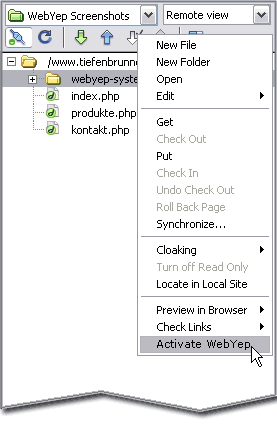 WebYep Screenshots
Remote view
/www.tiefenbrunn
webyep-syste
index.php
produkte.php
kontakt.php
New File
New Folder
Open
Edit
Get
Check Out
Put
Check In
Undo Check Out
Roll Back Page
Synchronize...
Cloaking
Turn off Read Only
Locate in Local Site
Preview in Browser
Check Links
Activate WebYep